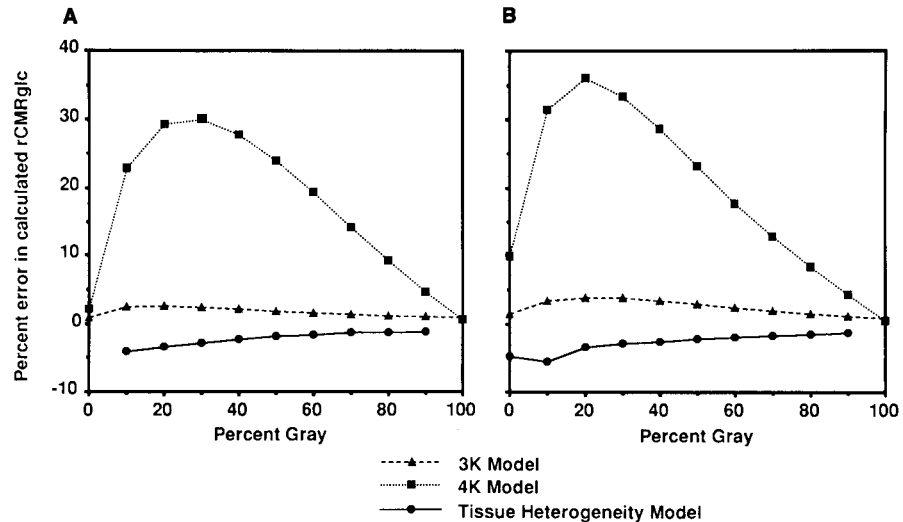 A
B
Percent error in calculated rCMRglc
40
30
20
10
0
-10
0 20 40 60 80 100
0 20 40 60 80 100
Percent Gray
Percent Gray
3K Model
4K Model
Tissue Heterogeneity Model